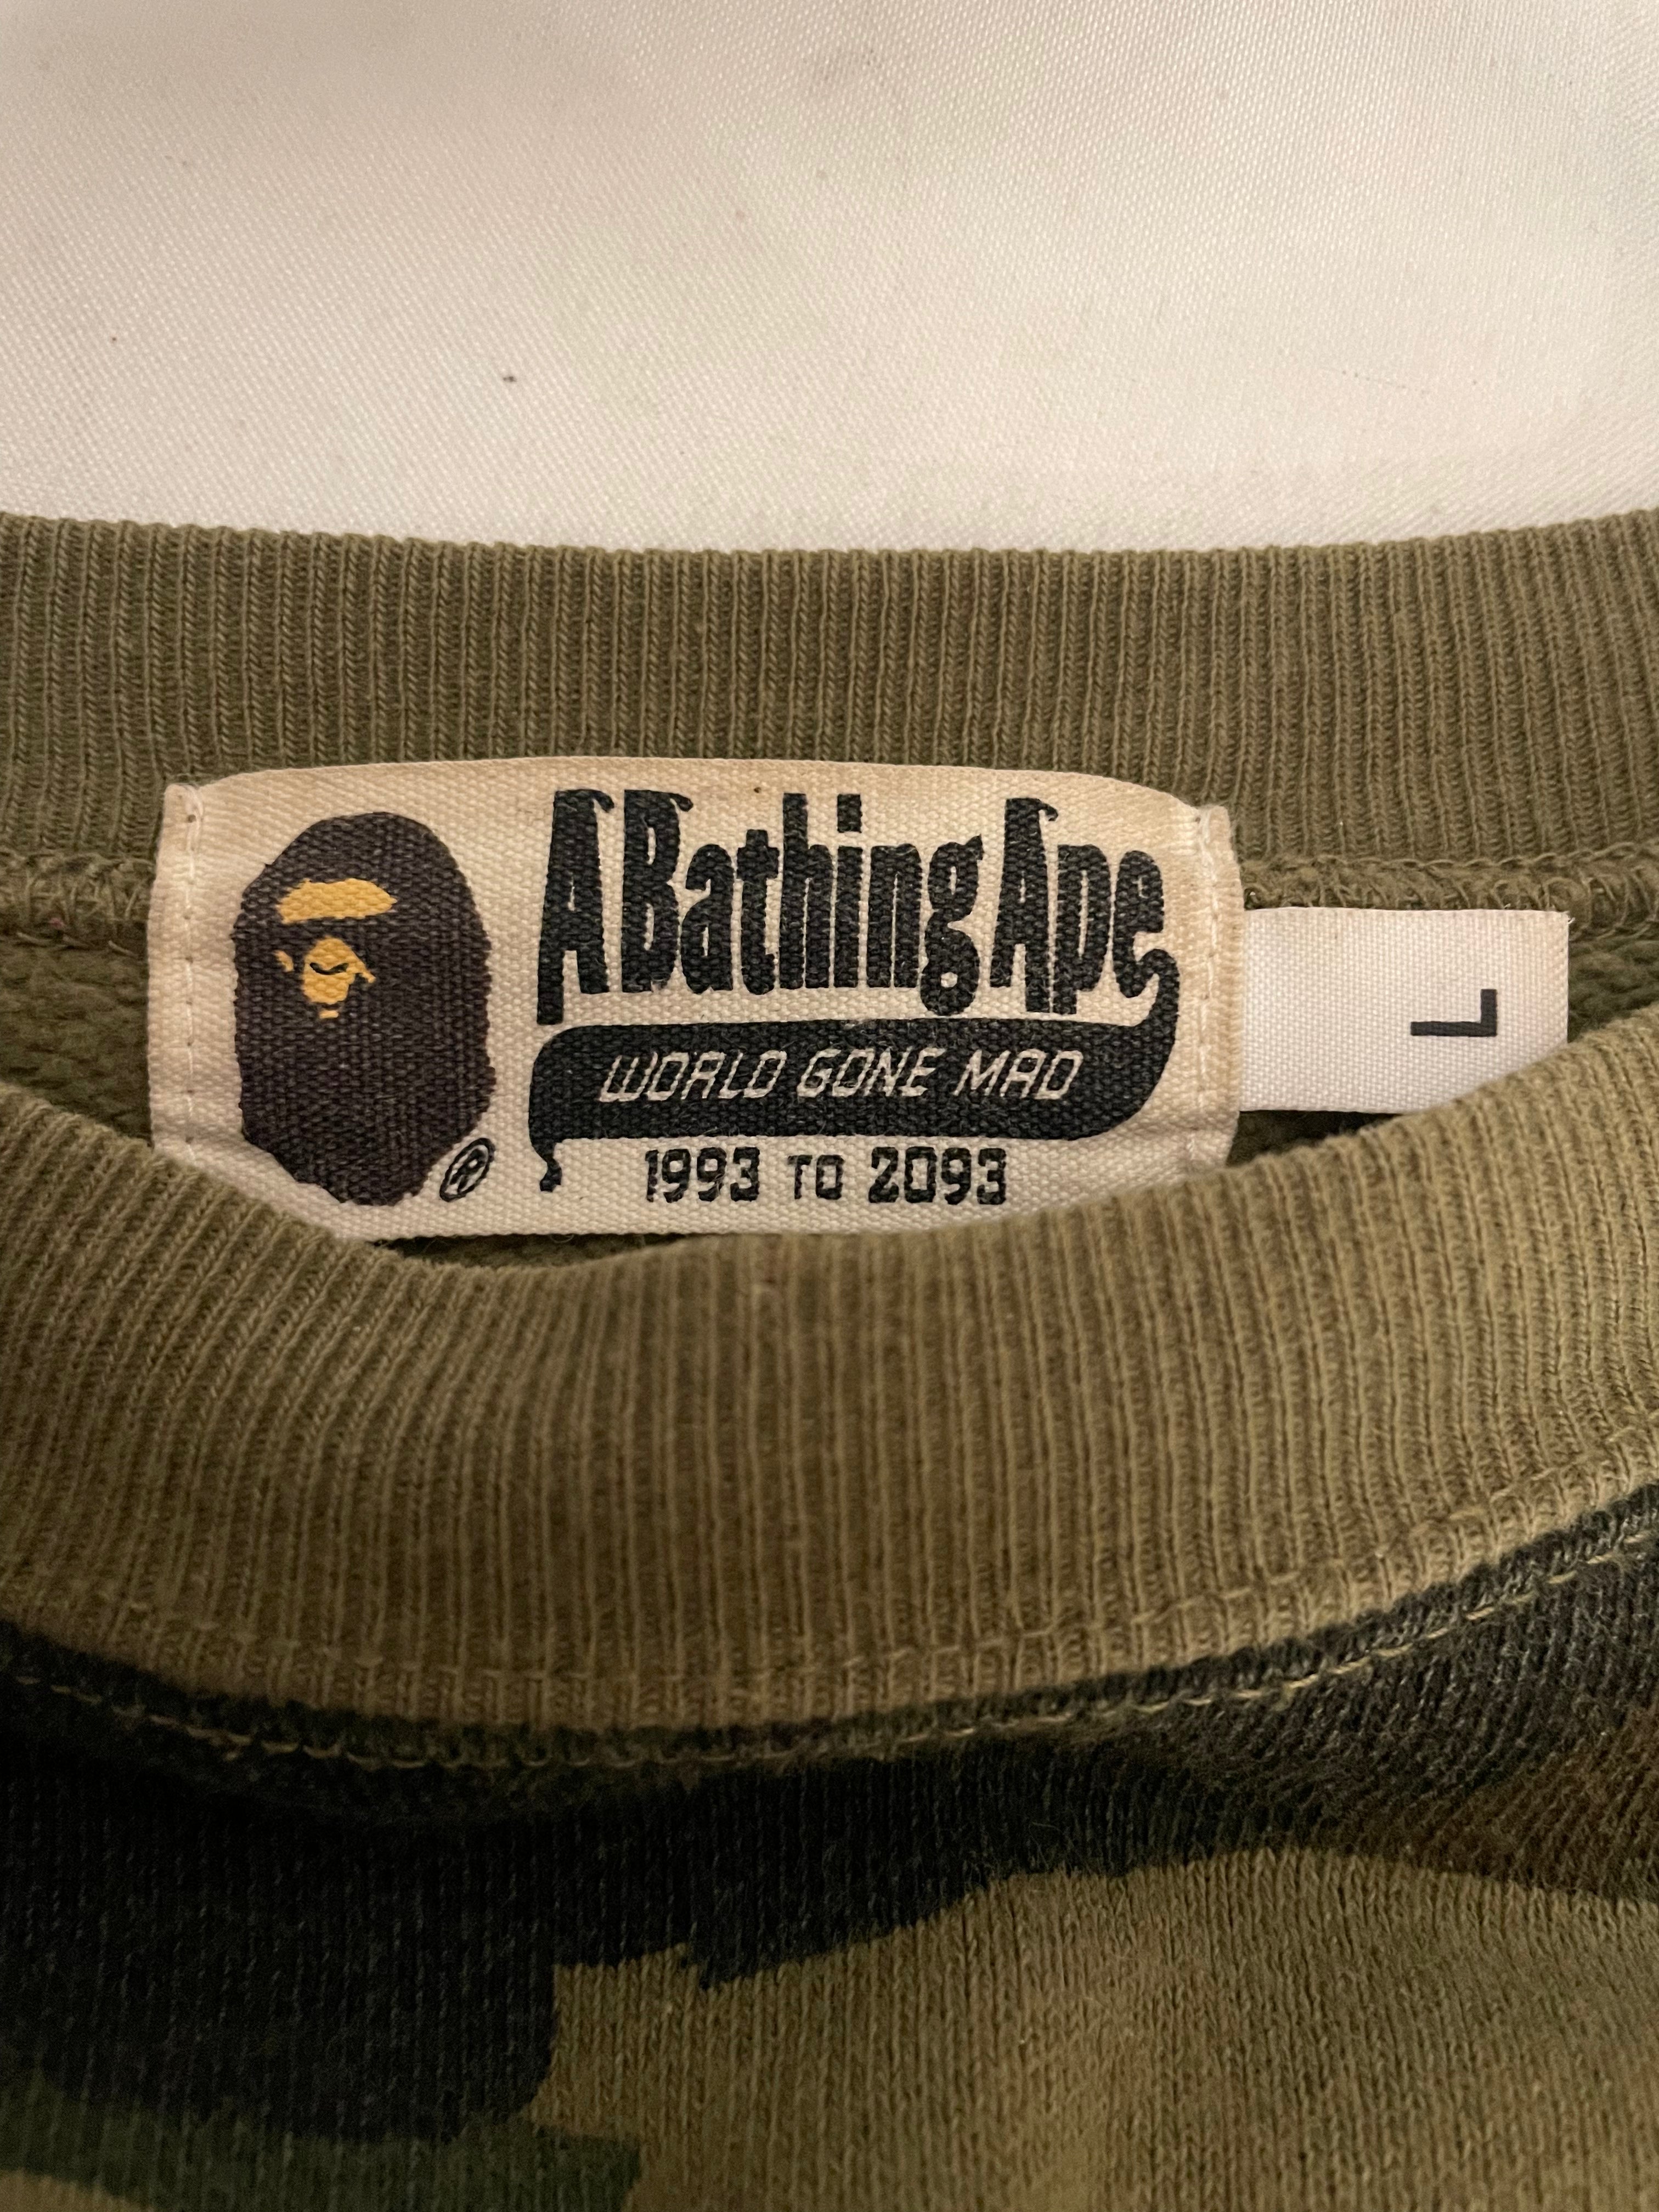 A Bathing Ape
WORLD GONE MAD
1993 TO 2093
®
L